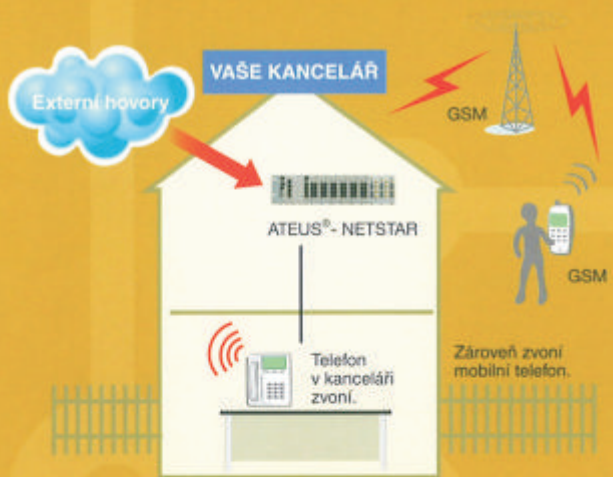 VAŠE KANCELÁŘ
Externí hovory
GSM
ATEUS®- NETSTAR
GSM
Telefon
v kanceláři
zvoní.
Zároveň zvoní
mobilní telefon.